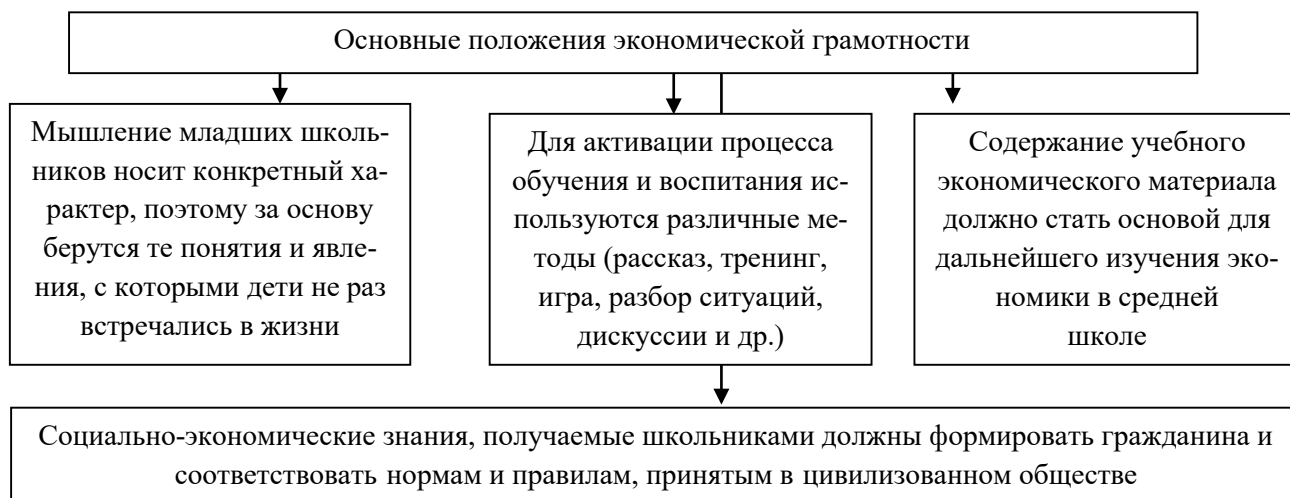 Основные положения экономической грамотности
Мышление младших школь-
ников носит конкретный ха-
рактер, поэтому за основу
берутся те понятия и явле-
ния, с которыми дети не раз
встречались в жизни
Для активации процесса
обучения и воспитания ис-
пользуются различные ме-
тоды (рассказ, тренинг,
игра, разбор ситуаций,
дискуссии и др.)
Содержание учебного
экономического материала
должно стать основой для
дальнейшего изучения эко-
номики в средней
школе
Социально-экономические знания, получаемые школьниками должны формировать гражданина и
соответствовать нормам и правилам, принятым в цивилизованном обществе